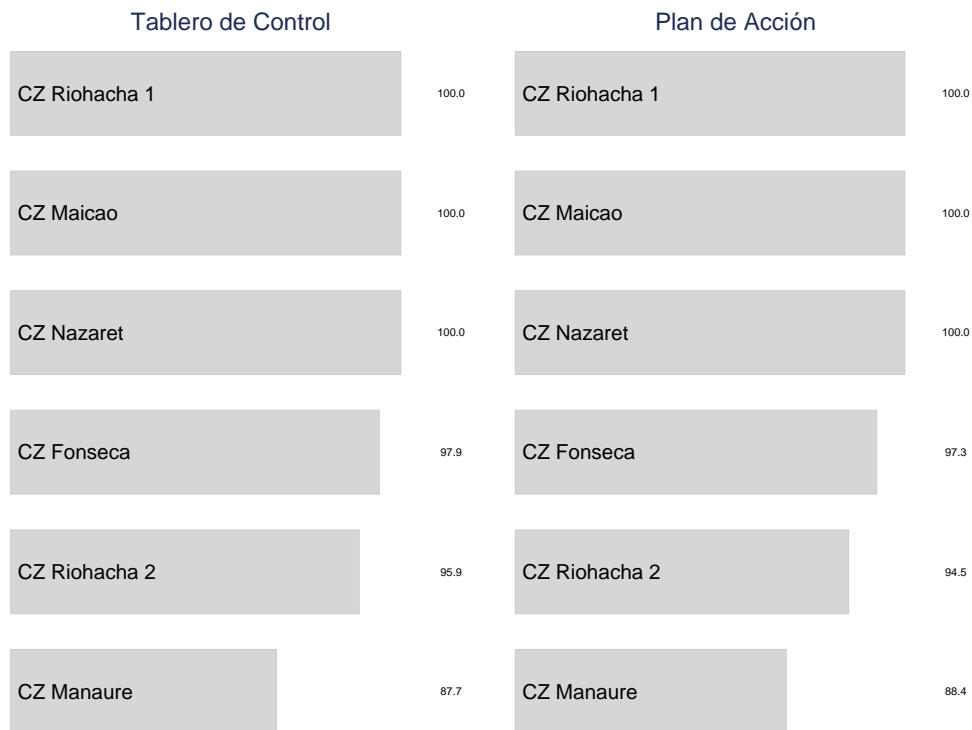 Tablero de Control
CZ Riohacha 1 100.0
CZ Maicao 100.0
CZ Nazaret 100.0
CZ Fonseca 97.9
CZ Riohacha 2 95.9
CZ Manaure 87.7
Plan de Acción
CZ Riohacha 1 100.0
CZ Maicao 100.0
CZ Nazaret 100.0
CZ Fonseca 97.3
CZ Riohacha 2 94.5
CZ Manaure 88.4